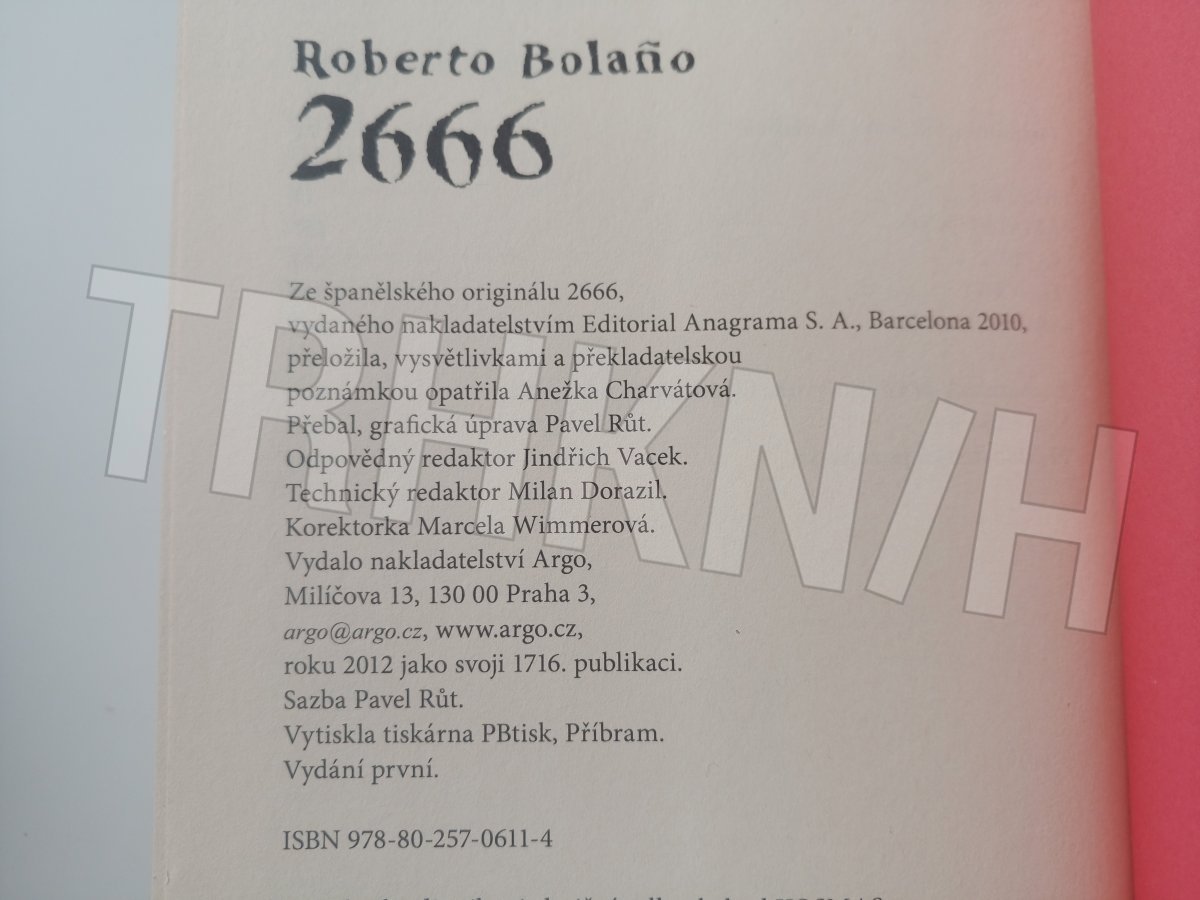 Roberto Bolaño
2666
Ze španělského originálu 2666,
vydaného nakladatelstvím Editorial Anagrama S. A., Barcelona 2010,
přeložila, vysvětlivkami a překladatelskou
poznámkou opatřila Anežka Charvátová.
Přebal, grafická úprava Pavel Růt.
Odpovědný redaktor Jindřich Vacek.
Technický redaktor Milan Dorazil.
Korektorka Marcela Wimmerová.
Vydalo nakladatelství Argo,
Milíčova 13, 130 00 Praha 3,
argo@argo.cz, www.argo.cz,
roku 2012 jako svoji 1716. publikaci.
Sazba Pavel Růt.
Vytiskla tiskárna PBtisk, Příbram.
Vydání první.
ISBN 978-80-257-0611-4
TRHKN/H